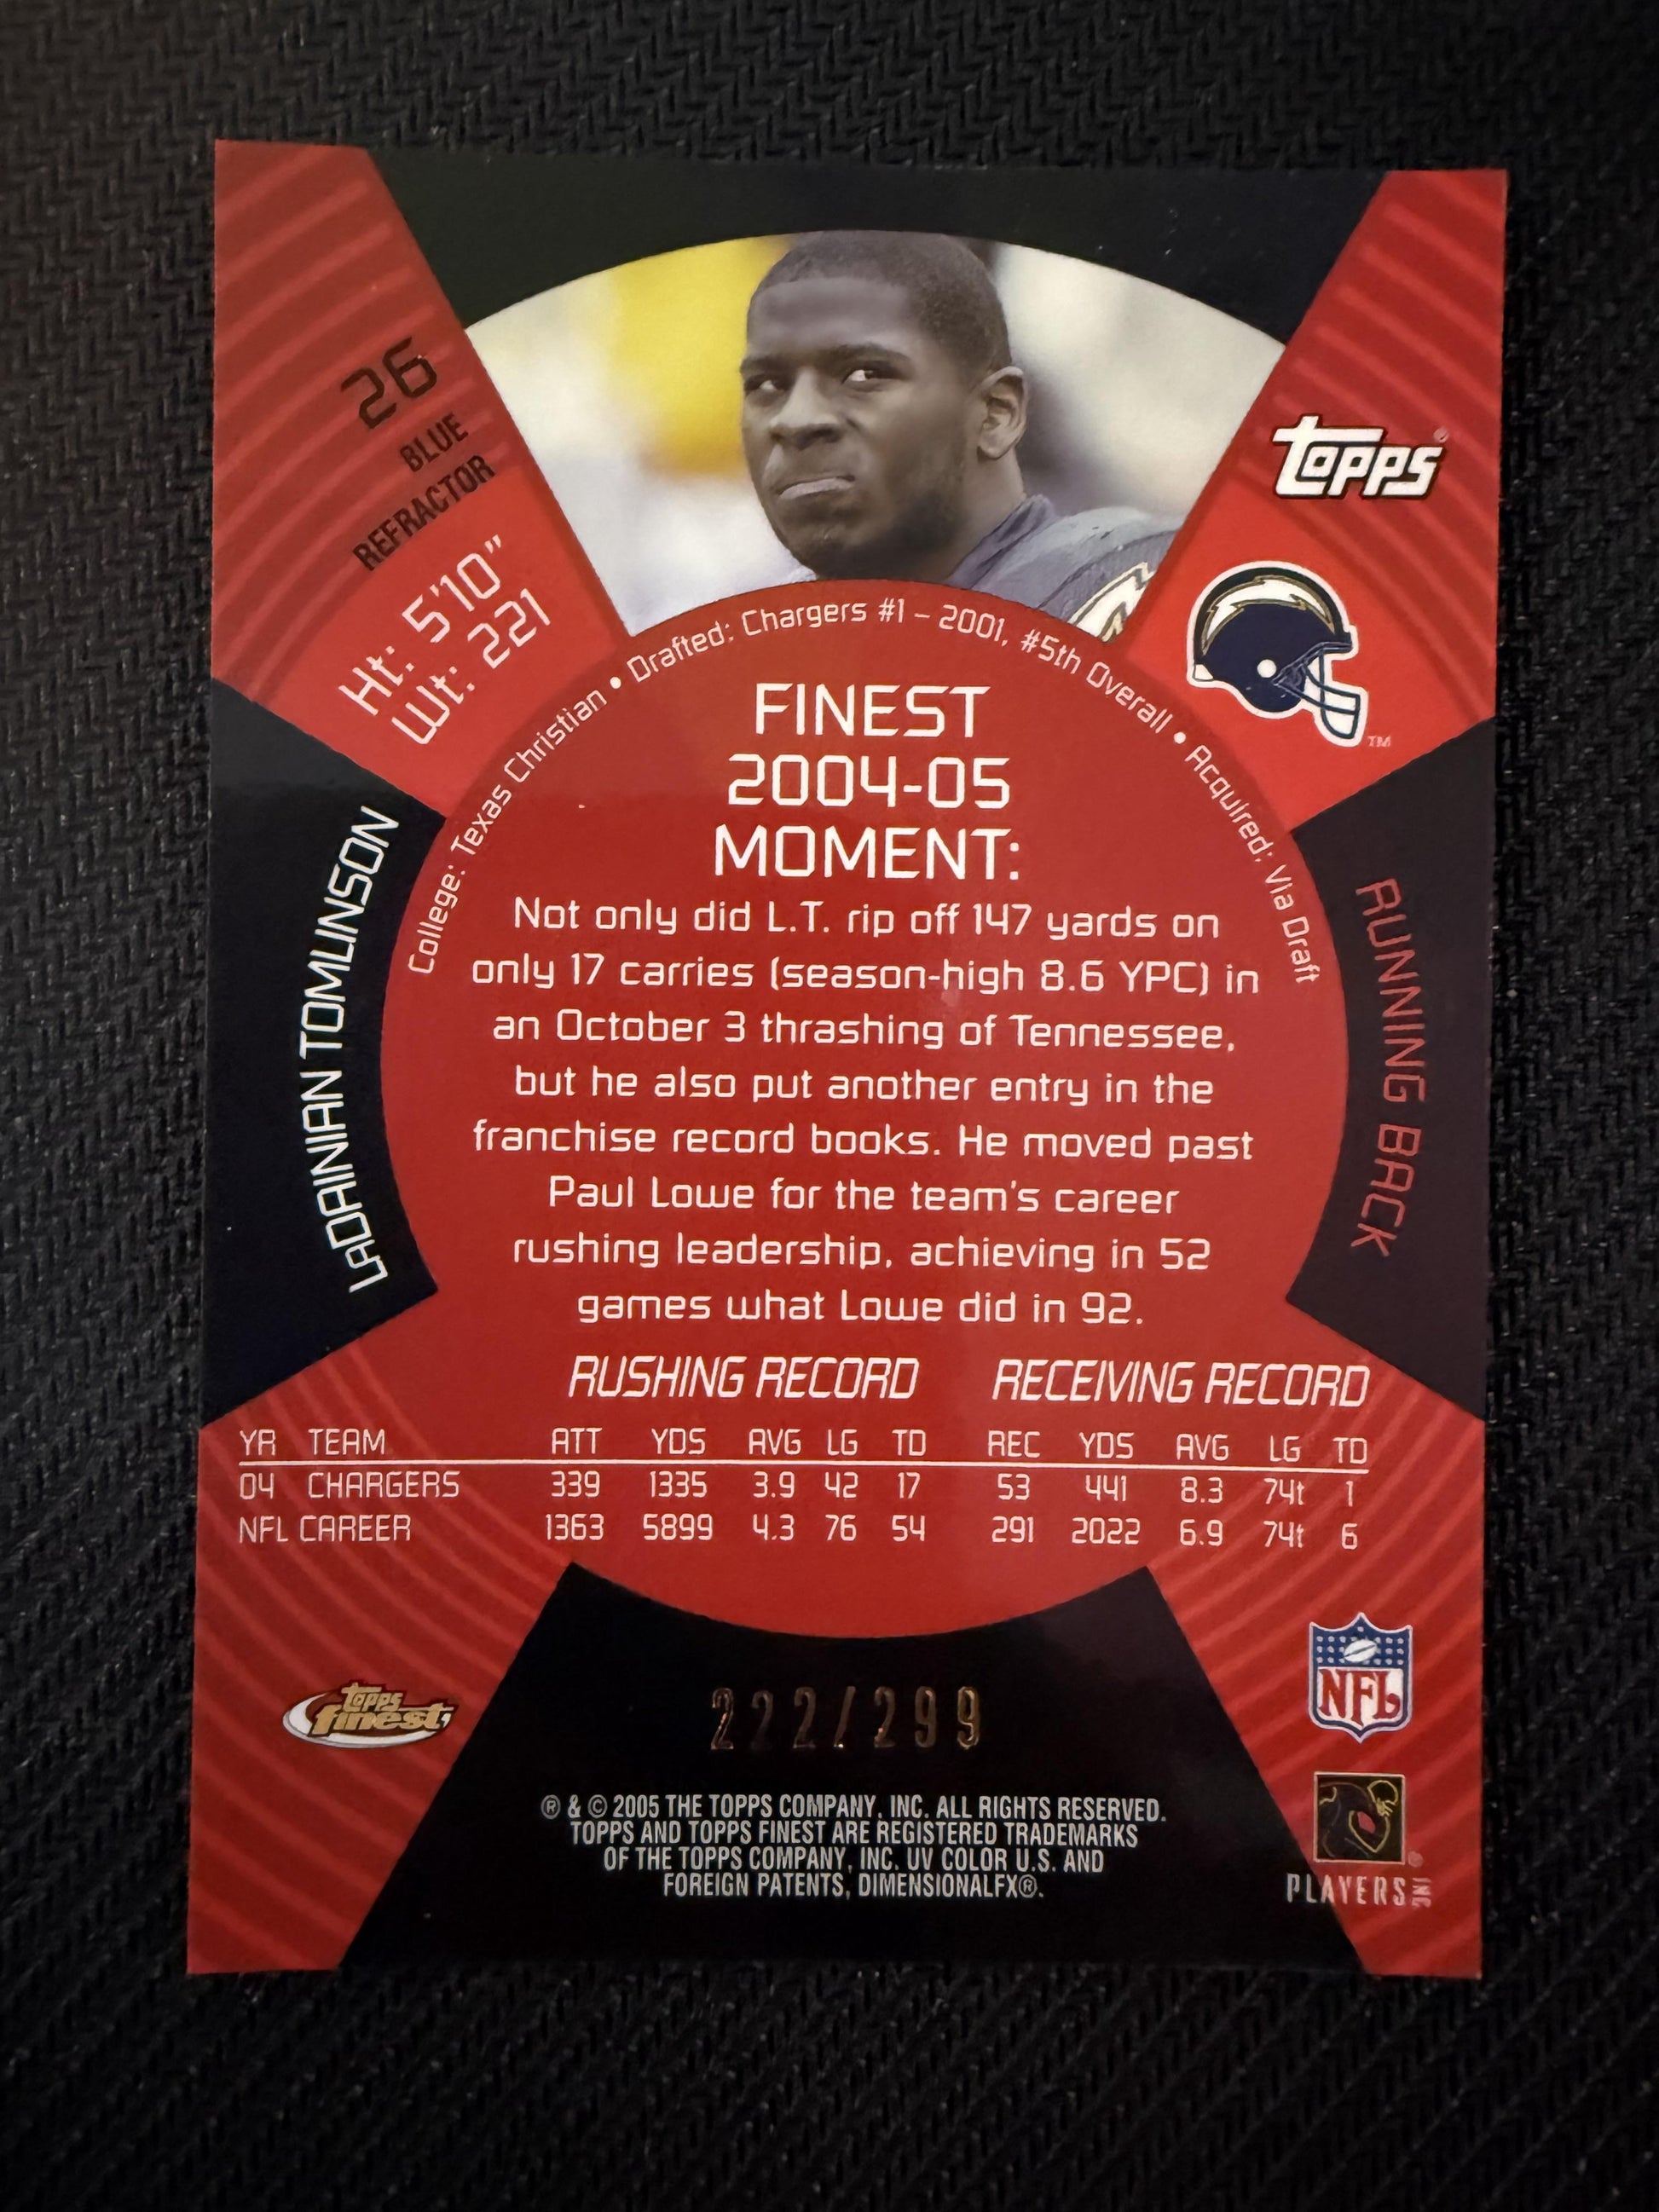 26
BLUE
REFRACTOR
Ht: 5'10"
Wt: 221
topps®
TM
College: Texas Christian • Drafted: Chargers #1 – 2001, #5th Overall • Acquired: Via Draft
LaDAINIAN TOMLINSON
RUNNING BACK
FINEST
2004-05
MOMENT:
Not only did L.T. rip off 147 yards on
only 17 carries (season-high 8.6 YPC) in
an October 3 thrashing of Tennessee,
but he also put another entry in the
franchise record books. He moved past
Paul Lowe for the team's career
rushing leadership, achieving in 52
games what Lowe did in 92.
RUSHING RECORD RECEIVING RECORD
YR TEAM ATT YDS AVG LG TD REC YDS AVG LG TD
04 CHARGERS 339 1335 3.9 42 17 53 441 8.3 74t 1
NFL CAREER 1363 5899 4.3 76 54 291 2022 6.9 74t 6
topps
finest
222/299
NFL
PLAYERS INC
® & © 2005 THE TOPPS COMPANY, INC. ALL RIGHTS RESERVED.
TOPPS AND TOPPS FINEST ARE REGISTERED TRADEMARKS
OF THE TOPPS COMPANY, INC. UV COLOR U.S. AND
FOREIGN PATENTS, DIMENSIONALFX®.